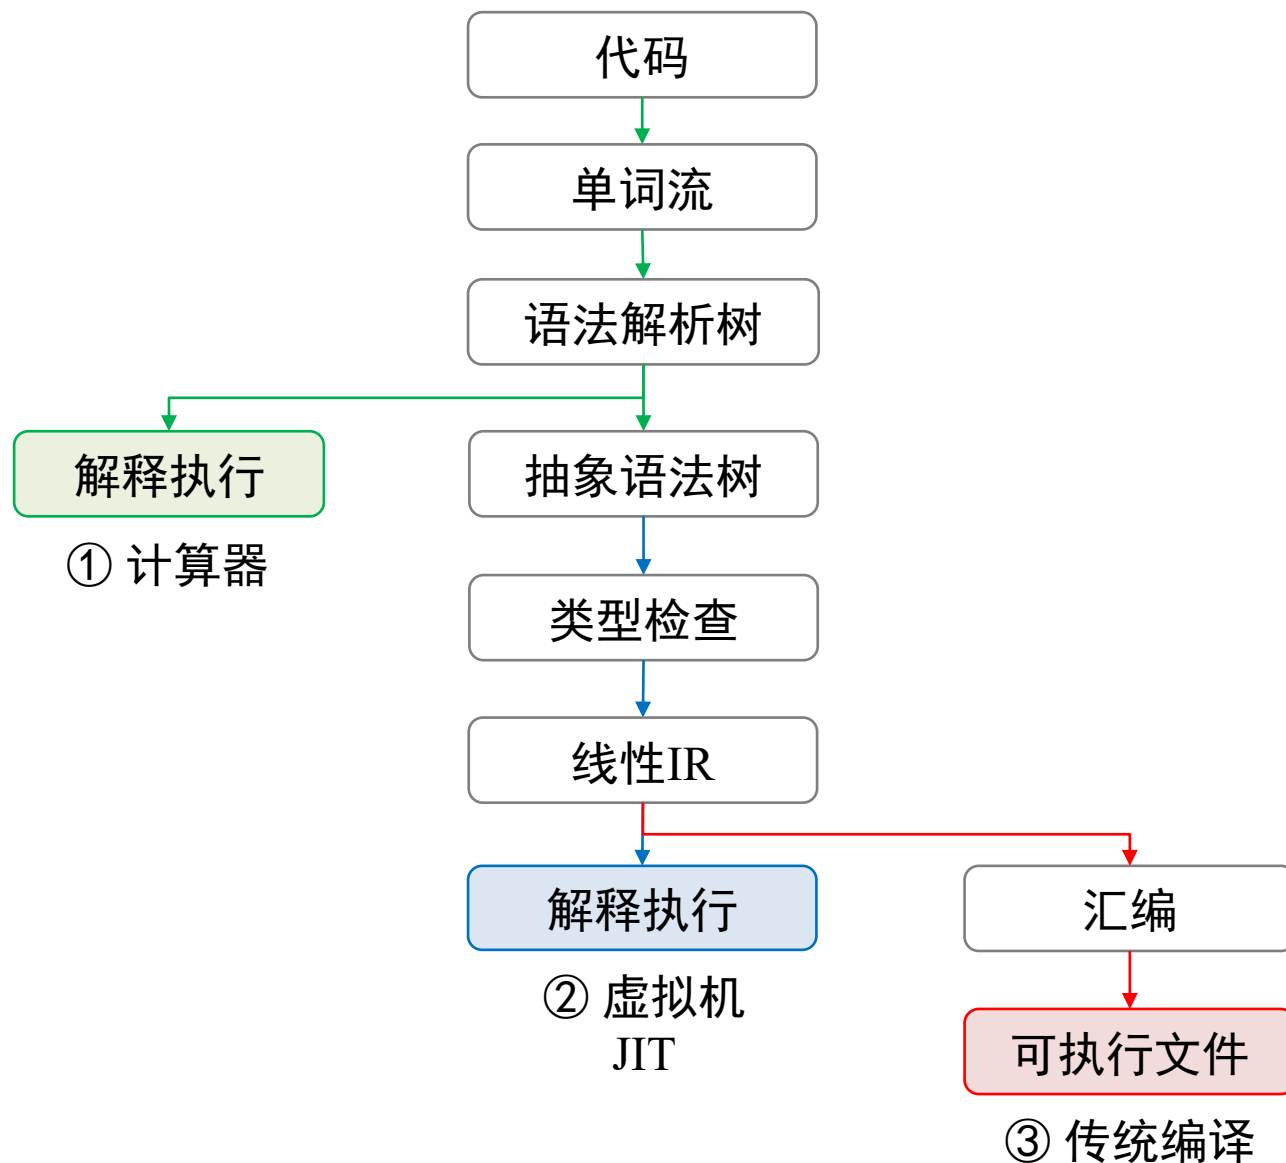 代码
单词流
语法解析树
解释执行
抽象语法树
① 计算器
类型检查
线性IR
解释执行
汇编
② 虚拟机
JIT
可执行文件
③ 传统编译